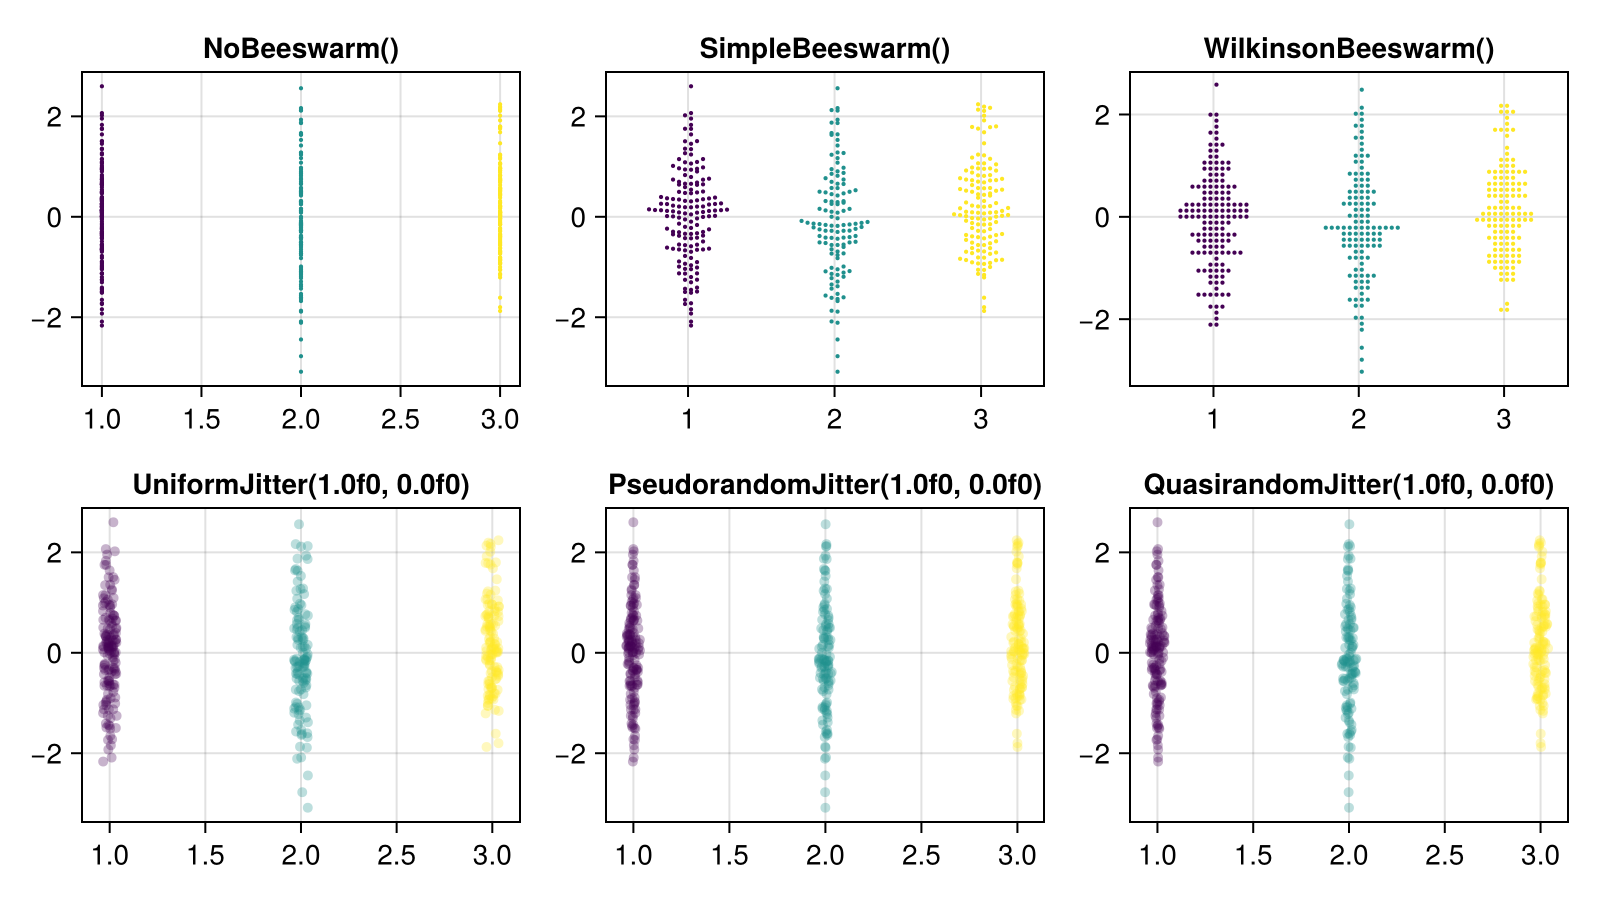 NoBeeswarm()
2
0
−2
1.0 1.5 2.0 2.5 3.0
SimpleBeeswarm()
2
0
−2
1 2 3
WilkinsonBeeswarm()
2
0
−2
1 2 3
UniformJitter(1.0f0, 0.0f0)
2
0
−2
1.0 1.5 2.0 2.5 3.0
PseudorandomJitter(1.0f0, 0.0f0)
2
0
−2
1.0 1.5 2.0 2.5 3.0
QuasirandomJitter(1.0f0, 0.0f0)
2
0
−2
1.0 1.5 2.0 2.5 3.0